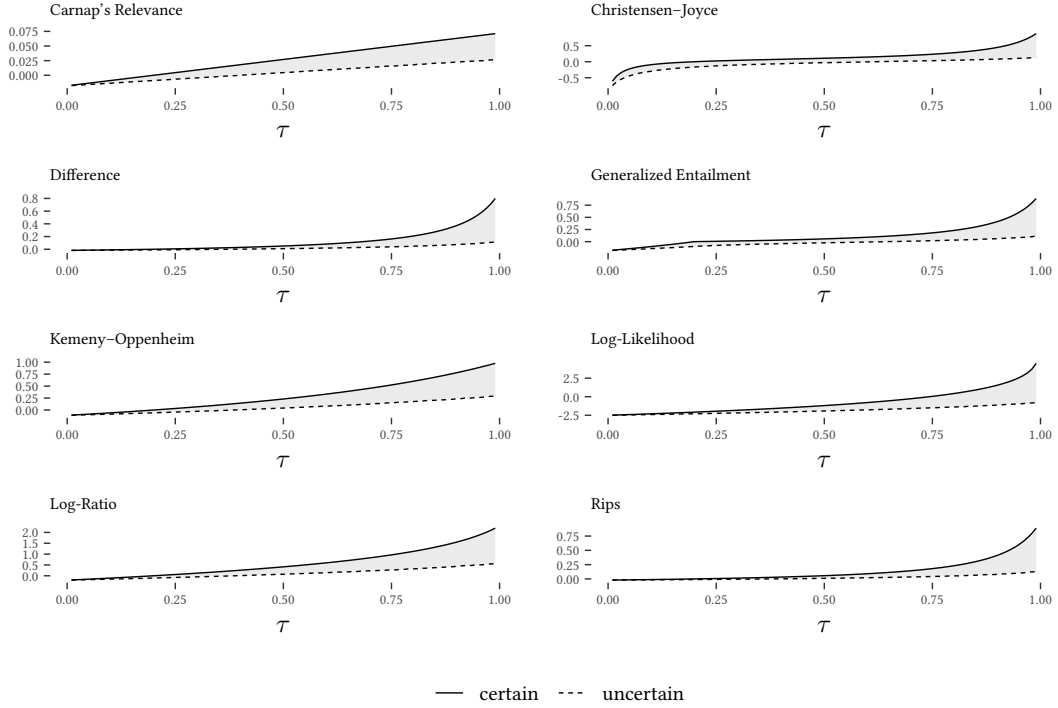 Carnap's Relevance
0.075
0.050
0.025
0.000
0.00 0.25 0.50 0.75 1.00
τ
Christensen–Joyce
0.5
0.0
-0.5
0.00 0.25 0.50 0.75 1.00
τ
Difference
0.8
0.6
0.4
0.2
0.0
0.00 0.25 0.50 0.75 1.00
τ
Generalized Entailment
0.75
0.50
0.25
0.00
0.00 0.25 0.50 0.75 1.00
τ
Kemeny–Oppenheim
1.00
0.75
0.50
0.25
0.00
0.00 0.25 0.50 0.75 1.00
τ
Log-Likelihood
2.5
0.0
-2.5
0.00 0.25 0.50 0.75 1.00
τ
Log-Ratio
2.0
1.5
1.0
0.5
0.0
0.00 0.25 0.50 0.75 1.00
τ
Rips
0.75
0.50
0.25
0.00
0.00 0.25 0.50 0.75 1.00
τ
certain uncertain